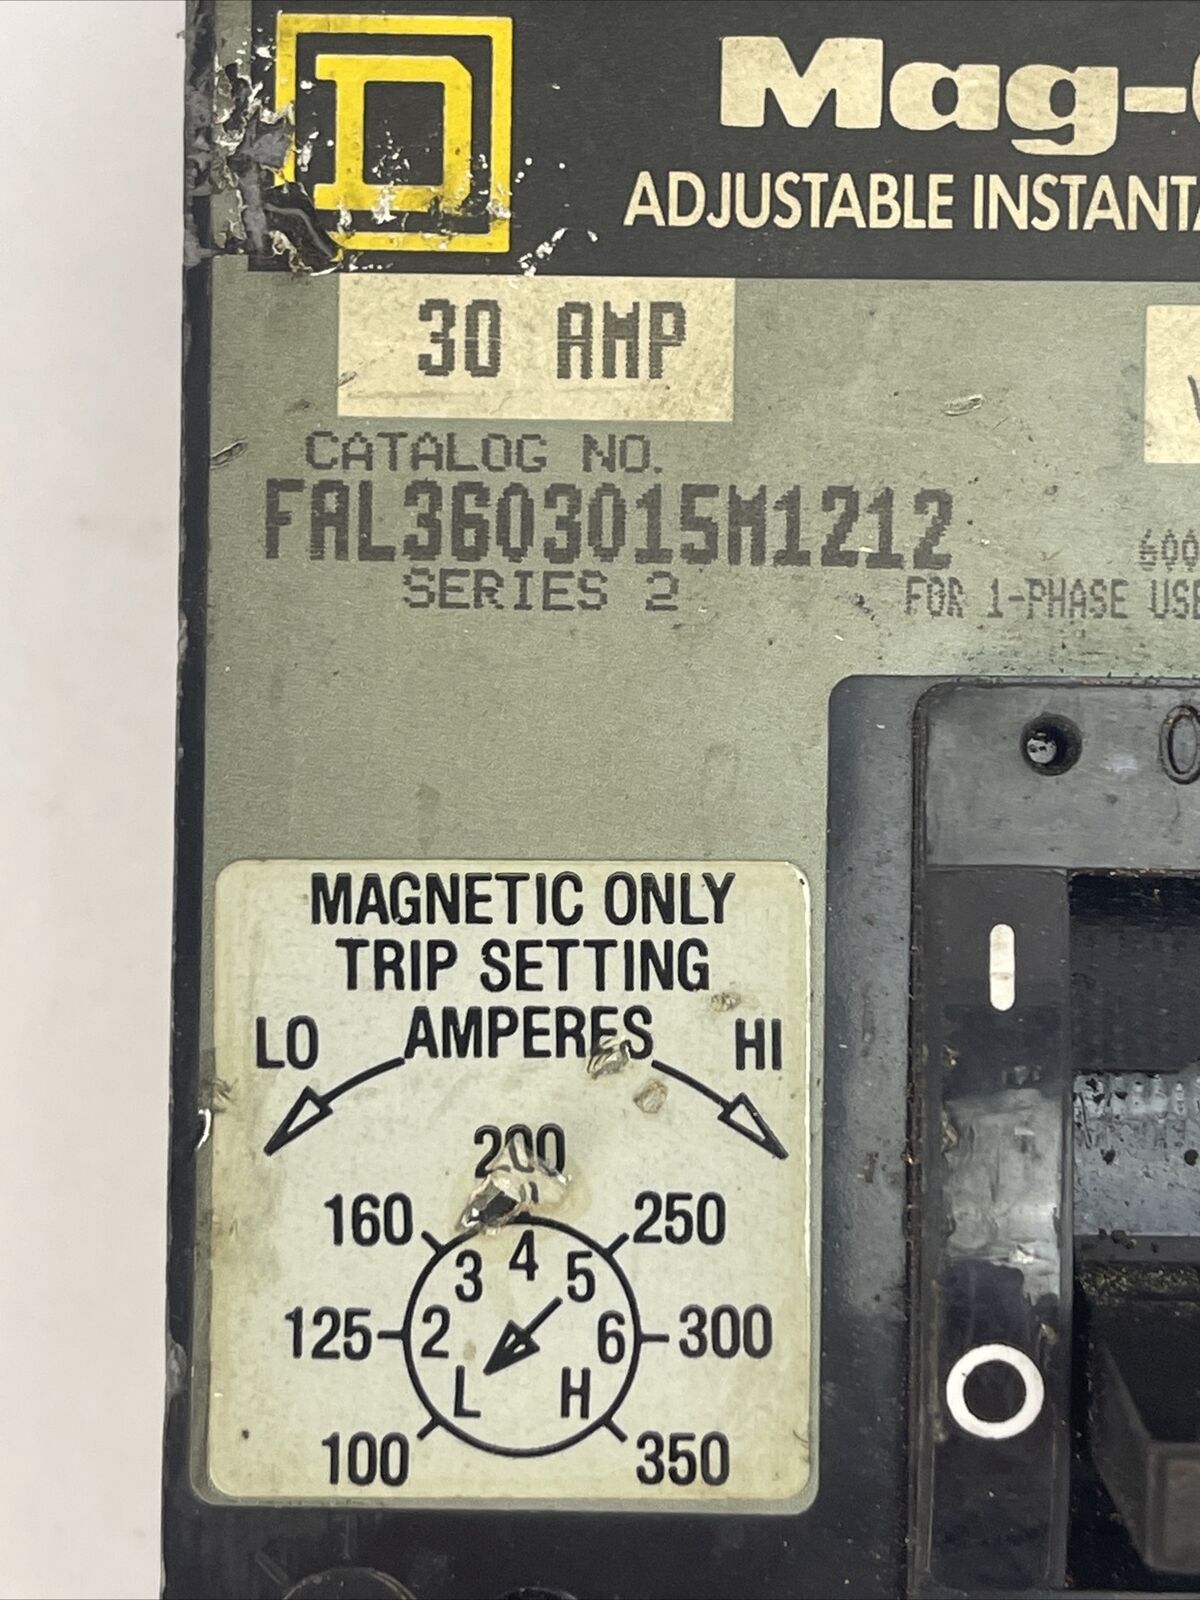 D
Mag-
ADJUSTABLE INSTANTA
30 AMP
CATALOG NO.
FAL3603015M1212
SERIES 2
600
FOR 1-PHASE USE
O
MAGNETIC ONLY
TRIP SETTING
AMPERES
LO HI
200
160 250
3 4 5
125 2 6 300
L H
100 350